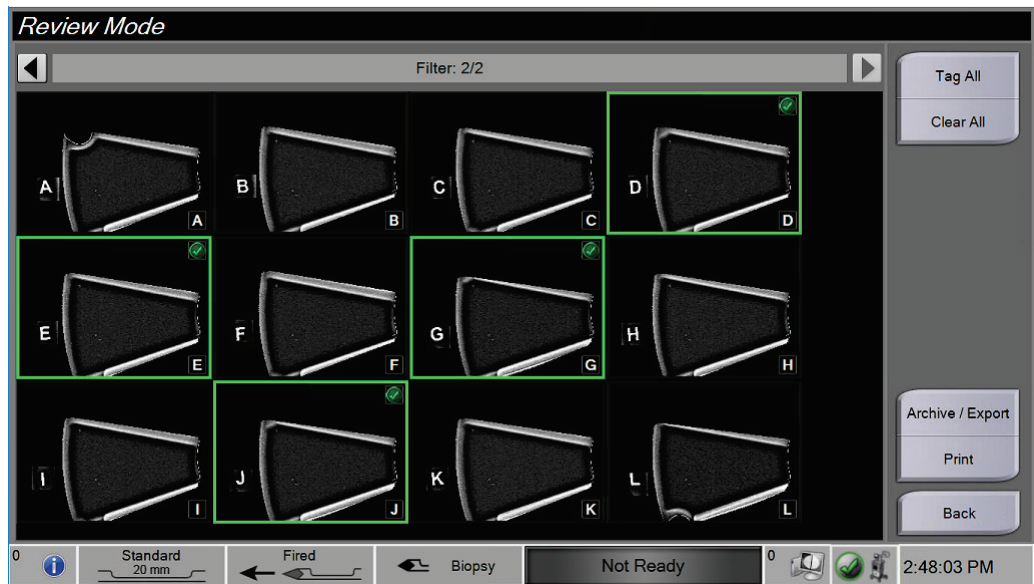 Review Mode
Filter: 2/2
Tag All
Clear All
A A
B B
C C
D D
E E
F F
G G
H H
I I
J J
K K
L L
Archive / Export
Print
Back
0
Standard
20 mm
Fired
Biopsy
Not Ready
0
2:48:03 PM